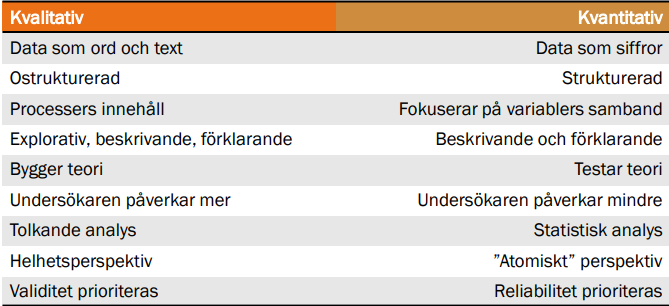 Kvalitativ Kvantitativ
Data som ord och text Data som siffror
Ostrukturerad Strukturerad
Processers innehåll Fokuserar på variablers samband
Explorativ, beskrivande, förklarande Beskrivande och förklarande
Bygger teori Testar teori
Undersökaren påverkar mer Undersökaren påverkar mindre
Tolkande analys Statistisk analys
Helhetsperspektiv ”Atomiskt” perspektiv
Validitet prioriteras Reliabilitet prioriteras